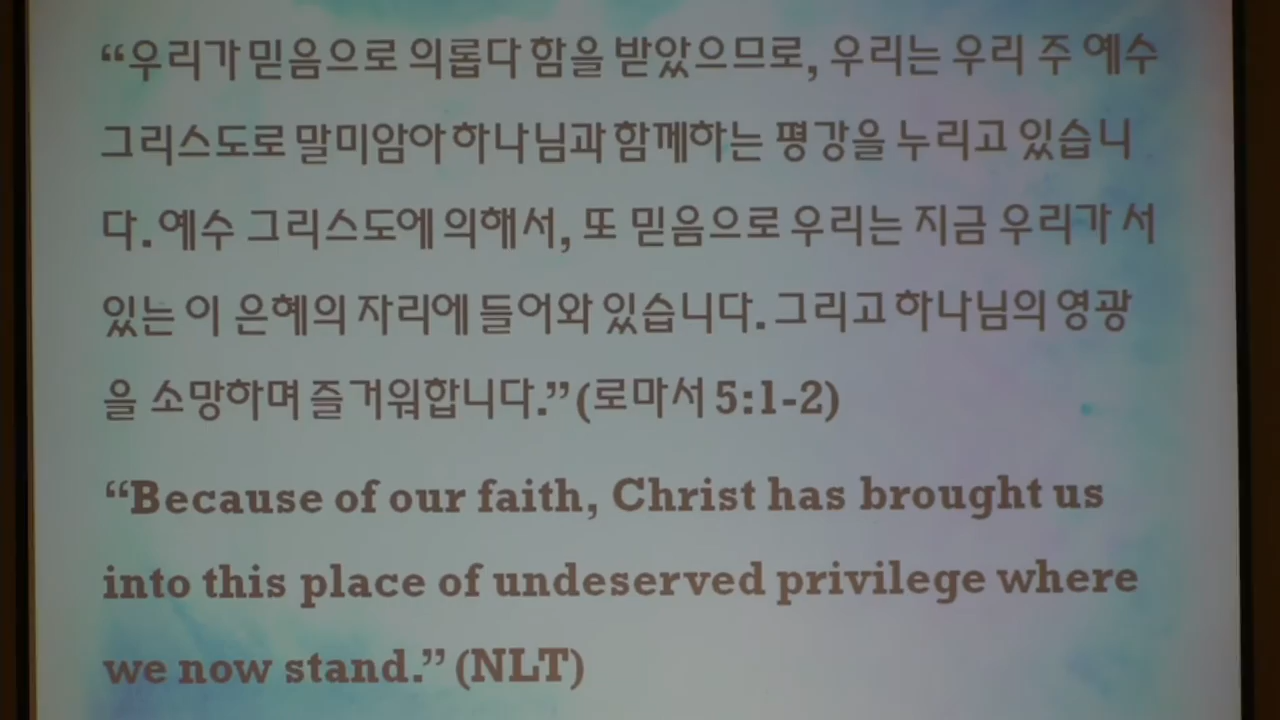 “우리가 믿음으로 의롭다 함을 받았으므로, 우리는 우리 주 예수
그리스도로 말미암아 하나님과 함께하는 평강을 누리고 있습니
다. 예수 그리스도에 의해서, 또 믿음으로 우리는 지금 우리가 서
있는 이 은혜의 자리에 들어와 있습니다. 그리고 하나님의 영광
을 소망하며 즐거워합니다.” (로마서 5:1-2)
“Because of our faith, Christ has brought us
into this place of undeserved privilege where
we now stand.” (NLT)